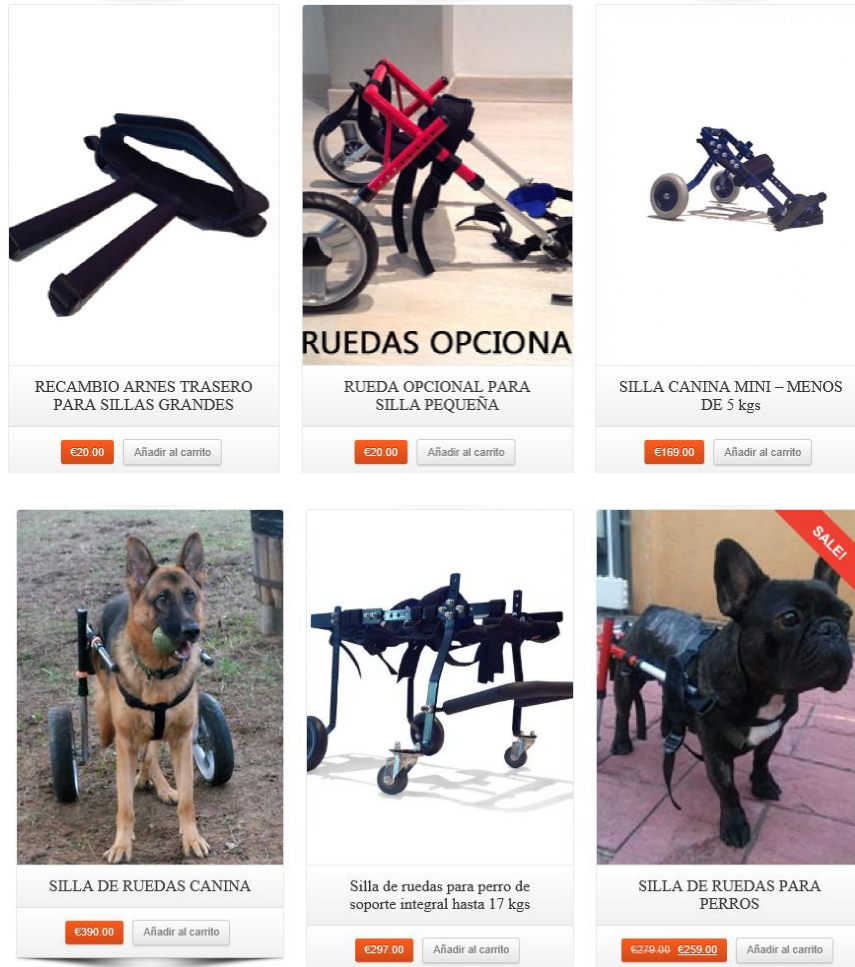 RUEDAS OPCIONA
RECAMBIO ARNES TRASERO
PARA SILLAS GRANDES
€20.00 Añadir al carrito
RUEDA OPCIONAL PARA
SILLA PEQUEÑA
€20.00 Añadir al carrito
SILLA CANINA MINI – MENOS
DE 5 kgs
€169.00 Añadir al carrito
SALE!
SILLA DE RUEDAS CANINA
€390.00 Añadir al carrito
Silla de ruedas para perro de
soporte integral hasta 17 kgs
€297.00 Añadir al carrito
SILLA DE RUEDAS PARA
PERROS
€279.00 €259.00 Añadir al carrito